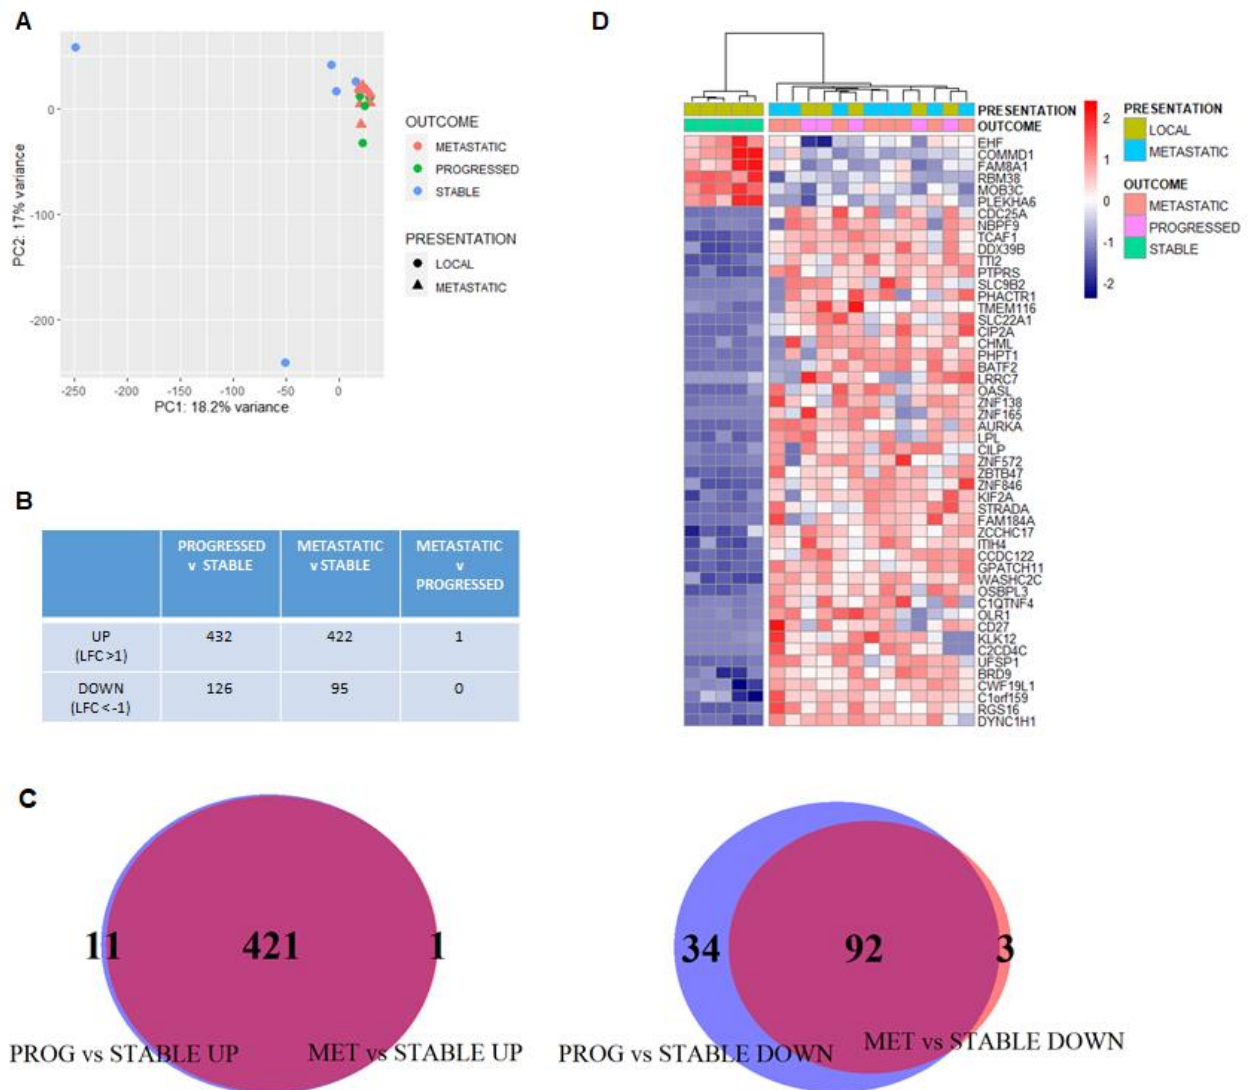 A
0
-100
-200
PC2: 17% variance
-250
-200
-150
-100
-50
0
PC1: 18.2% variance
OUTCOME
METASTATIC
PROGRESSED
STABLE
PRESENTATION
LOCAL
METASTATIC
B
PROGRESSED v STABLE
METASTATIC v STABLE
METASTATIC v PROGRESSED
UP (LFC >1)
432
422
1
DOWN (LFC < -1)
126
95
0
C
11
421
1
PROG vs STABLE UP
MET vs STABLE UP
34
92
3
PROG vs STABLE DOWN
MET vs STABLE DOWN
D
PRESENTATION
OUTCOME
EHF
COMMD1
FAM8A1
RBM38
MOB3C
PLEKHA6
CDC25A
NBPF9
TCAF1
DDX39B
TTI2
PTPRS
SLC9B2
PHACTR1
TMEM116
SLC22A1
CIP2A
CHML
PHPT1
BATF2
LRRC7
OASL
ZNF138
ZNF165
AURKA
LPL
CILP
ZNF572
ZBTB47
ZNF846
KIF2A
STRADA
FAM184A
ZCCHC17
ITIH4
CCDC122
GPATCH11
WASHC2C
OSBPL3
C1QTNF4
OLR1
CD27
KLK12
C2CD4C
UFSP1
BRD9
CWF19L1
C1orf159
RGS16
DYNC1H1
2
1
0
-1
-2
PRESENTATION
LOCAL
METASTATIC
OUTCOME
METASTATIC
PROGRESSED
STABLE